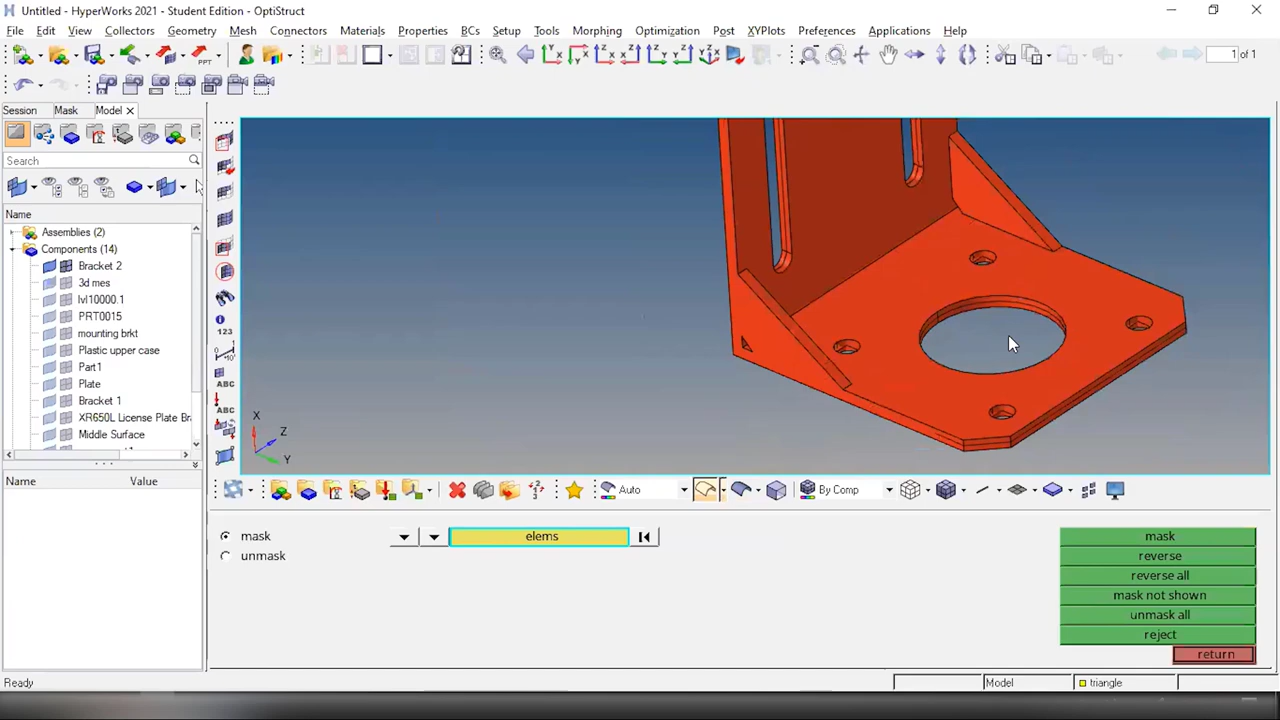 Untitled - HyperWorks 2021 - Student Edition - OptiStruct
File Edit View Collectors Geometry Mesh Connectors Materials Properties BCs Setup Tools Morphing Optimization Post XYPlots Preferences Applications Help
PPT
1 of 1
Session Mask Model
Search
Name
Assemblies (2)
Components (14)
Bracket 2
3d mes
lvl10000.1
PRT0015
mounting brkt
Plastic upper case
Part1
Plate
Bracket 1
XR650L License Plate Br
Middle Surface
Name Value
123
ABC
ABC
X
Z
Y
Auto
By Comp
mask
unmask
elems
mask
reverse
reverse all
mask not shown
unmask all
reject
return
Ready
Model
triangle